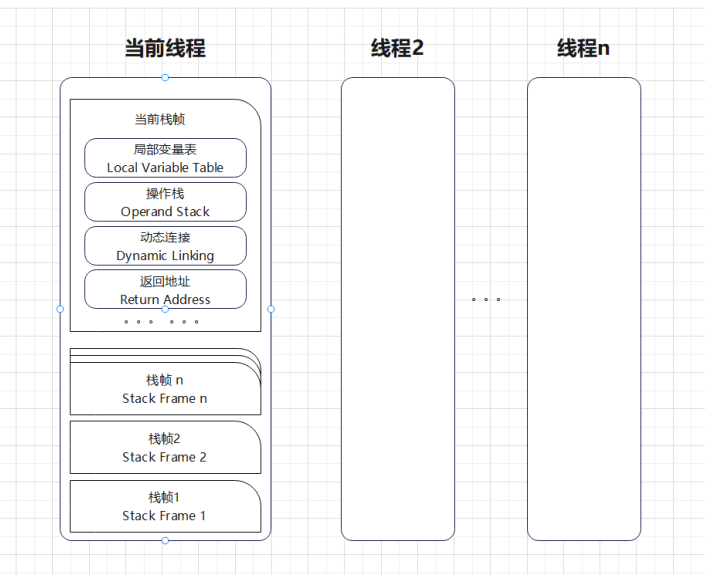 当前线程
线程2
线程n
当前栈帧
局部变量表
Local Variable Table
操作栈
Operand Stack
动态连接
Dynamic Linking
返回地址
Return Address
。。。 。。。
。。。
栈帧 n
Stack Frame n
栈帧2
Stack Frame 2
栈帧1
Stack Frame 1